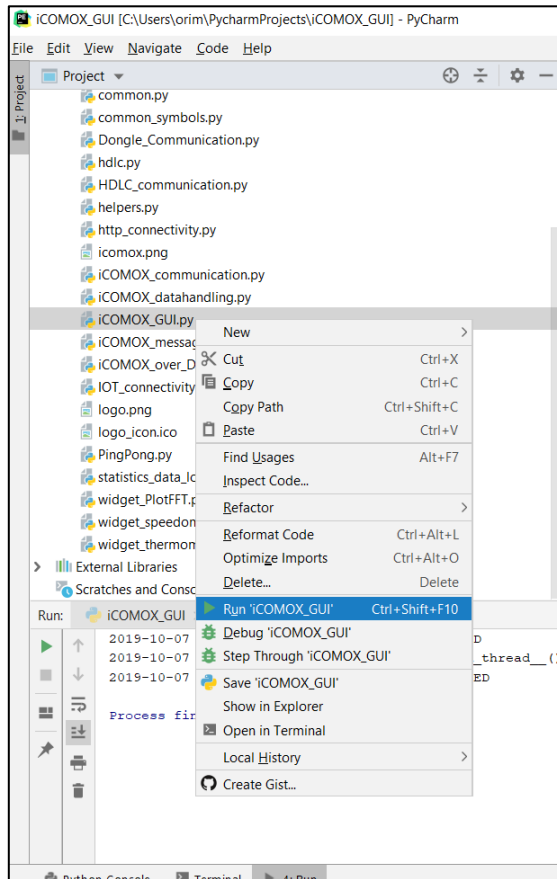 iCOMOX_GUI [C:\Users\orim\PycharmProjects\iCOMOX_GUI] - PyCharm
File Edit View Navigate Code Help
1: Project
Project
common.py
common_symbols.py
Dongle_Communication.py
hdlc.py
HDLC_communication.py
helpers.py
http_connectivity.py
icomox.png
iCOMOX_communication.py
iCOMOX_datahandling.py
iCOMOX_GUI.py
iCOMOX_messag
iCOMOX_over_D
IOT_connectivity
logo.png
logo_icon.ico
PingPong.py
statistics_data_lo
widget_PlotFFT.p
widget_speedon
widget_thermon
External Libraries
Scratches and Consc
New
Cut Ctrl+X
Copy Ctrl+C
Copy Path Ctrl+Shift+C
Paste Ctrl+V
Find Usages Alt+F7
Inspect Code...
Refactor
Reformat Code Ctrl+Alt+L
Optimize Imports Ctrl+Alt+O
Delete... Delete
Run 'iCOMOX_GUI' Ctrl+Shift+F10
Debug 'iCOMOX_GUI'
Step Through 'iCOMOX_GUI'
Save 'iCOMOX_GUI'
Show in Explorer
Open in Terminal
Local History
Create Gist...
Run: iCOMOX_GUI
2019-10-07 D
2019-10-07 _thread__()
2019-10-07 ED
Process fin
Python Console Terminal 4: Run